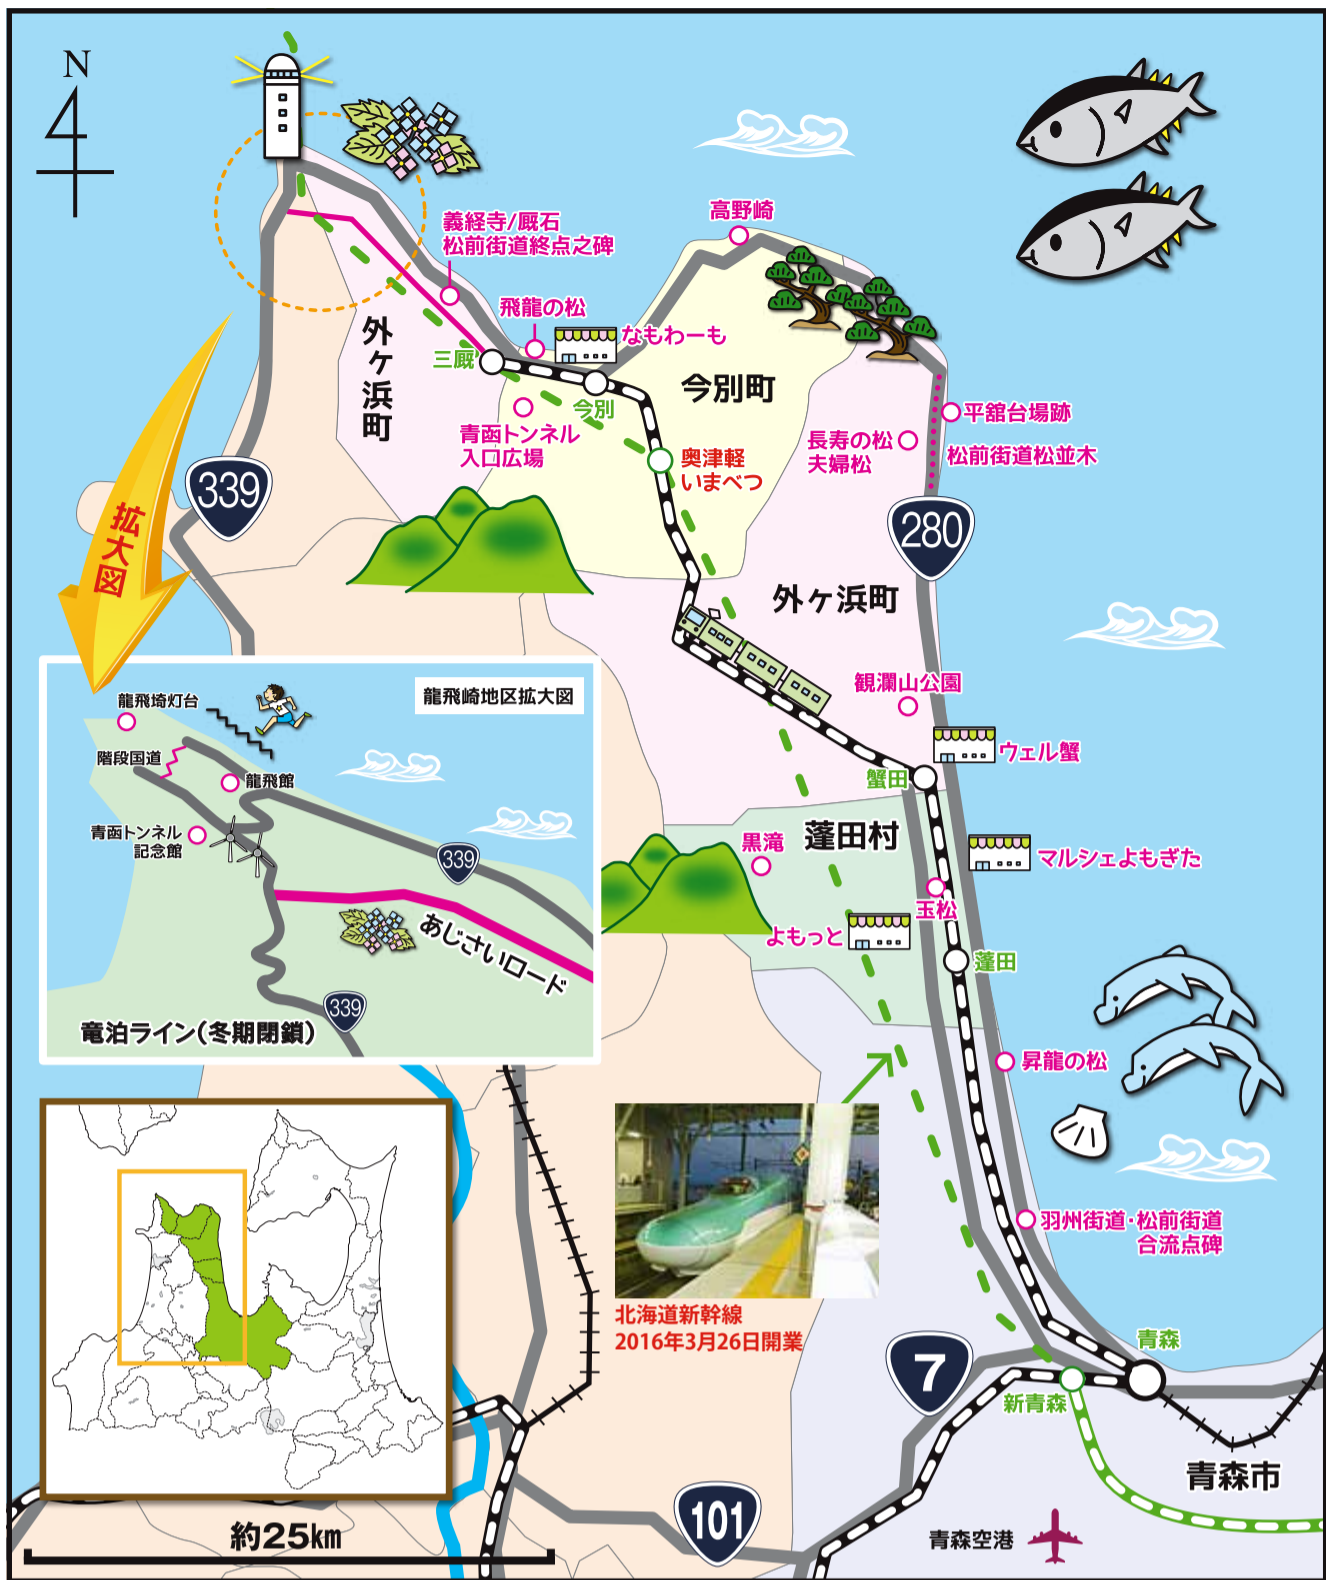 N
高野崎
義経寺/厩石
松前街道終点之碑
飛龍の松
なもわーも
三厩
今別
今別町
外ヶ浜町
青函トンネル
入口広場
奥津軽
いまべつ
長寿の松
夫婦松
平舘台場跡
松前街道松並木
339
280
拡大図
外ヶ浜町
観瀾山公園
ウェル蟹
蟹田
龍飛崎地区拡大図
龍飛埼灯台
階段国道
龍飛館
青函トンネル
記念館
339
あじさいロード
339
竜泊ライン(冬期閉鎖)
蓬田村
黒滝
マルシェよもぎた
玉松
よもっと
蓬田
昇龍の松
羽州街道・松前街道
合流点碑
北海道新幹線
2016年3月26日開業
7
青森
新青森
青森市
101
青森空港
約25km